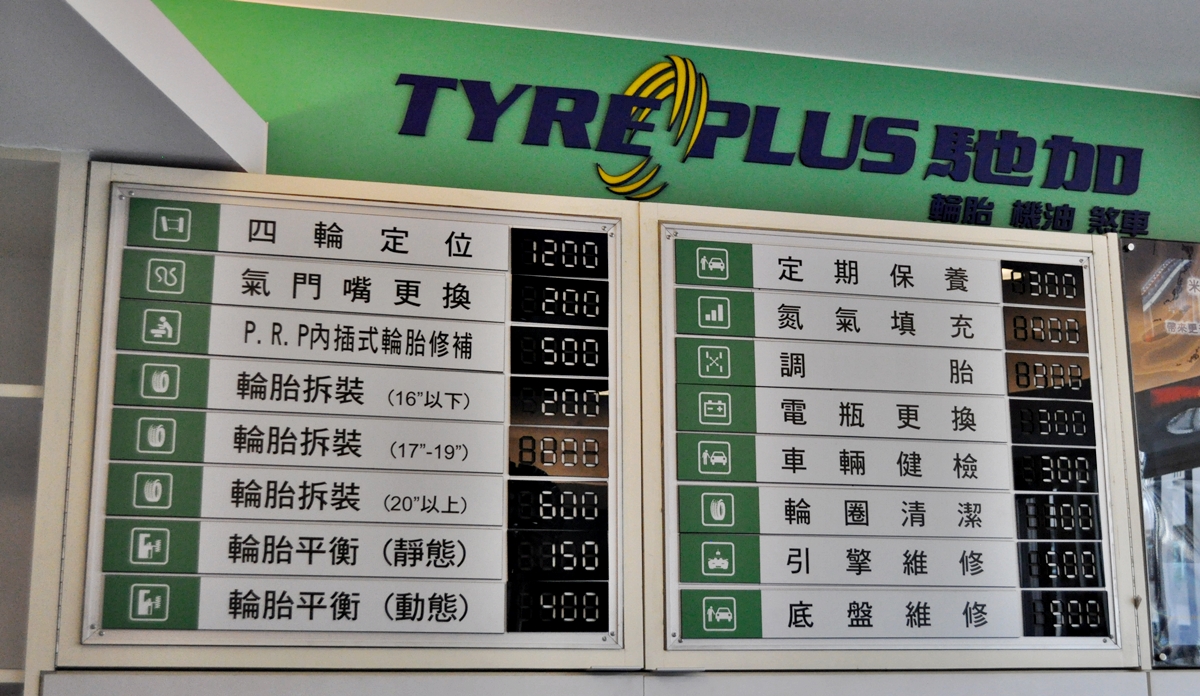 TYREPLUS 馳加
輪胎 機油 煞車
四輪定位 1200
氣門嘴更換 200
P.R.P內插式輪胎修補 500
輪胎拆裝 (16”以下) 200
輪胎拆裝 (17”-19”)
輪胎拆裝 (20”以上) 600
輪胎平衡 (靜態) 150
輪胎平衡 (動態) 400
定期保養 300
氮氣填充
調胎
電瓶更換 300
車輛健檢 300
輪圈清潔 100
引擎維修 500
底盤維修 500